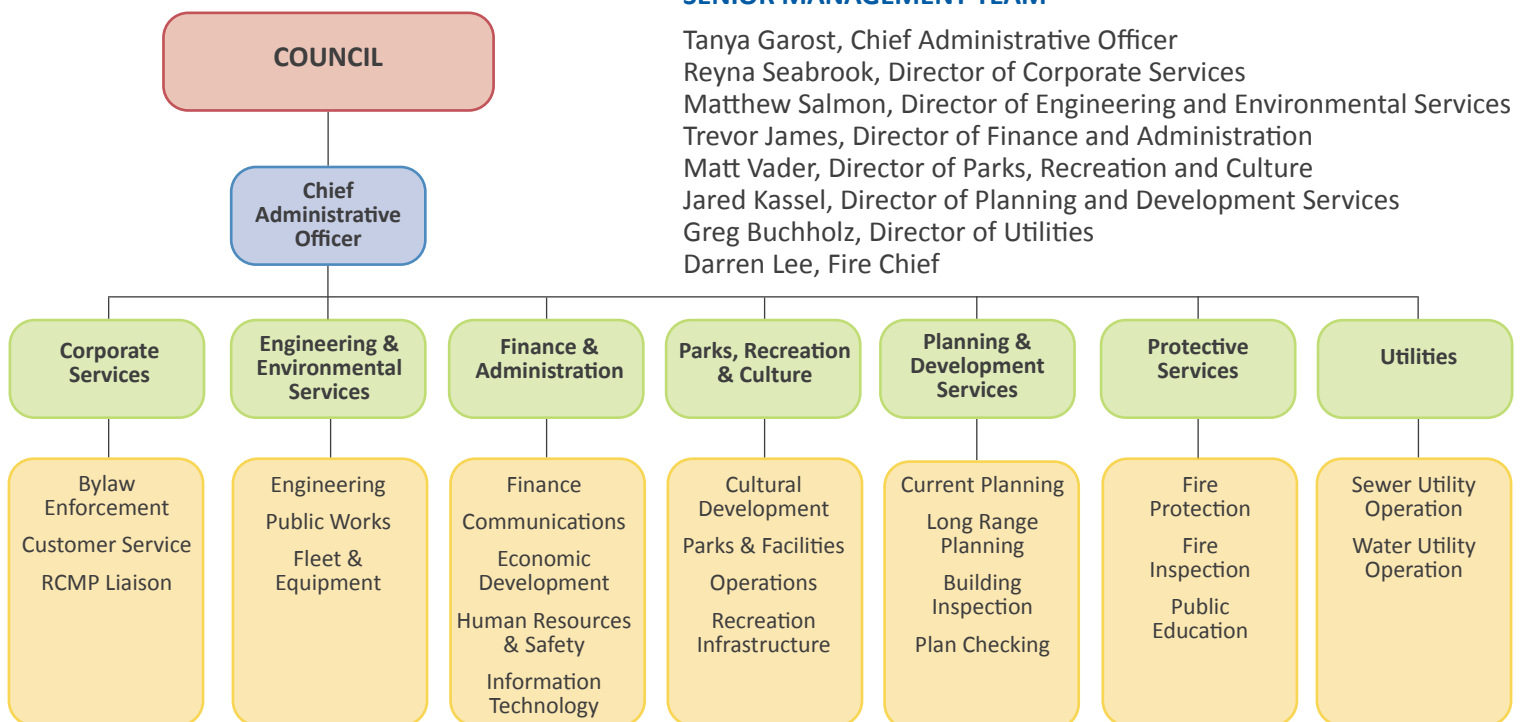 SENIOR MANAGEMENT TEAM
Tanya Garost, Chief Administrative Officer
Reyna Seabrook, Director of Corporate Services
Matthew Salmon, Director of Engineering and Environmental Services
Trevor James, Director of Finance and Administration
Matt Vader, Director of Parks, Recreation and Culture
Jared Kassel, Director of Planning and Development Services
Greg Buchholz, Director of Utilities
Darren Lee, Fire Chief
COUNCIL
Chief
Administrative
Officer
Corporate
Services
Engineering &
Environmental
Services
Finance &
Administration
Parks, Recreation
& Culture
Planning &
Development
Services
Protective
Services
Utilities
Bylaw
Enforcement
Customer Service
RCMP Liaison
Engineering
Public Works
Fleet &
Equipment
Finance
Communications
Economic
Development
Human Resources
& Safety
Information
Technology
Cultural
Development
Parks & Facilities
Operations
Recreation
Infrastructure
Current Planning
Long Range
Planning
Building
Inspection
Plan Checking
Fire
Protection
Fire
Inspection
Public
Education
Sewer Utility
Operation
Water Utility
Operation